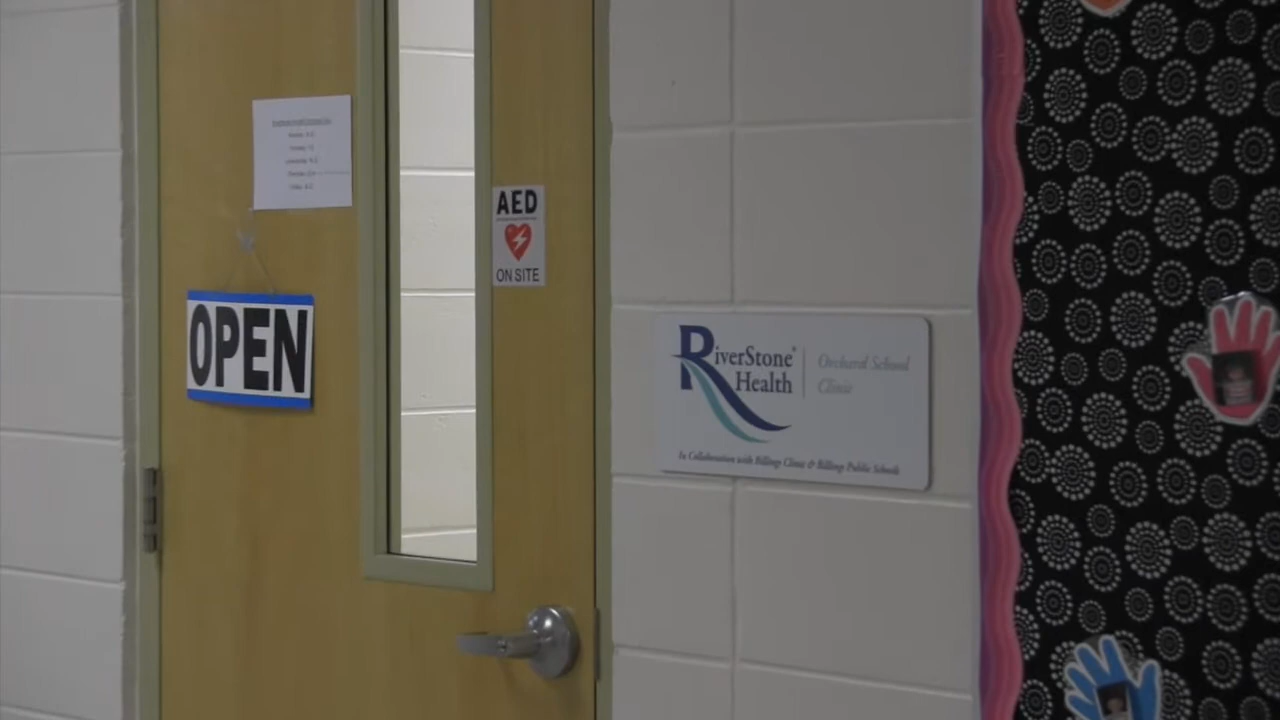 AED
ON SITE
OPEN
RiverStone® Health
Orchard School Clinic
In Collaboration with Billings Clinic & Billings Public Schools